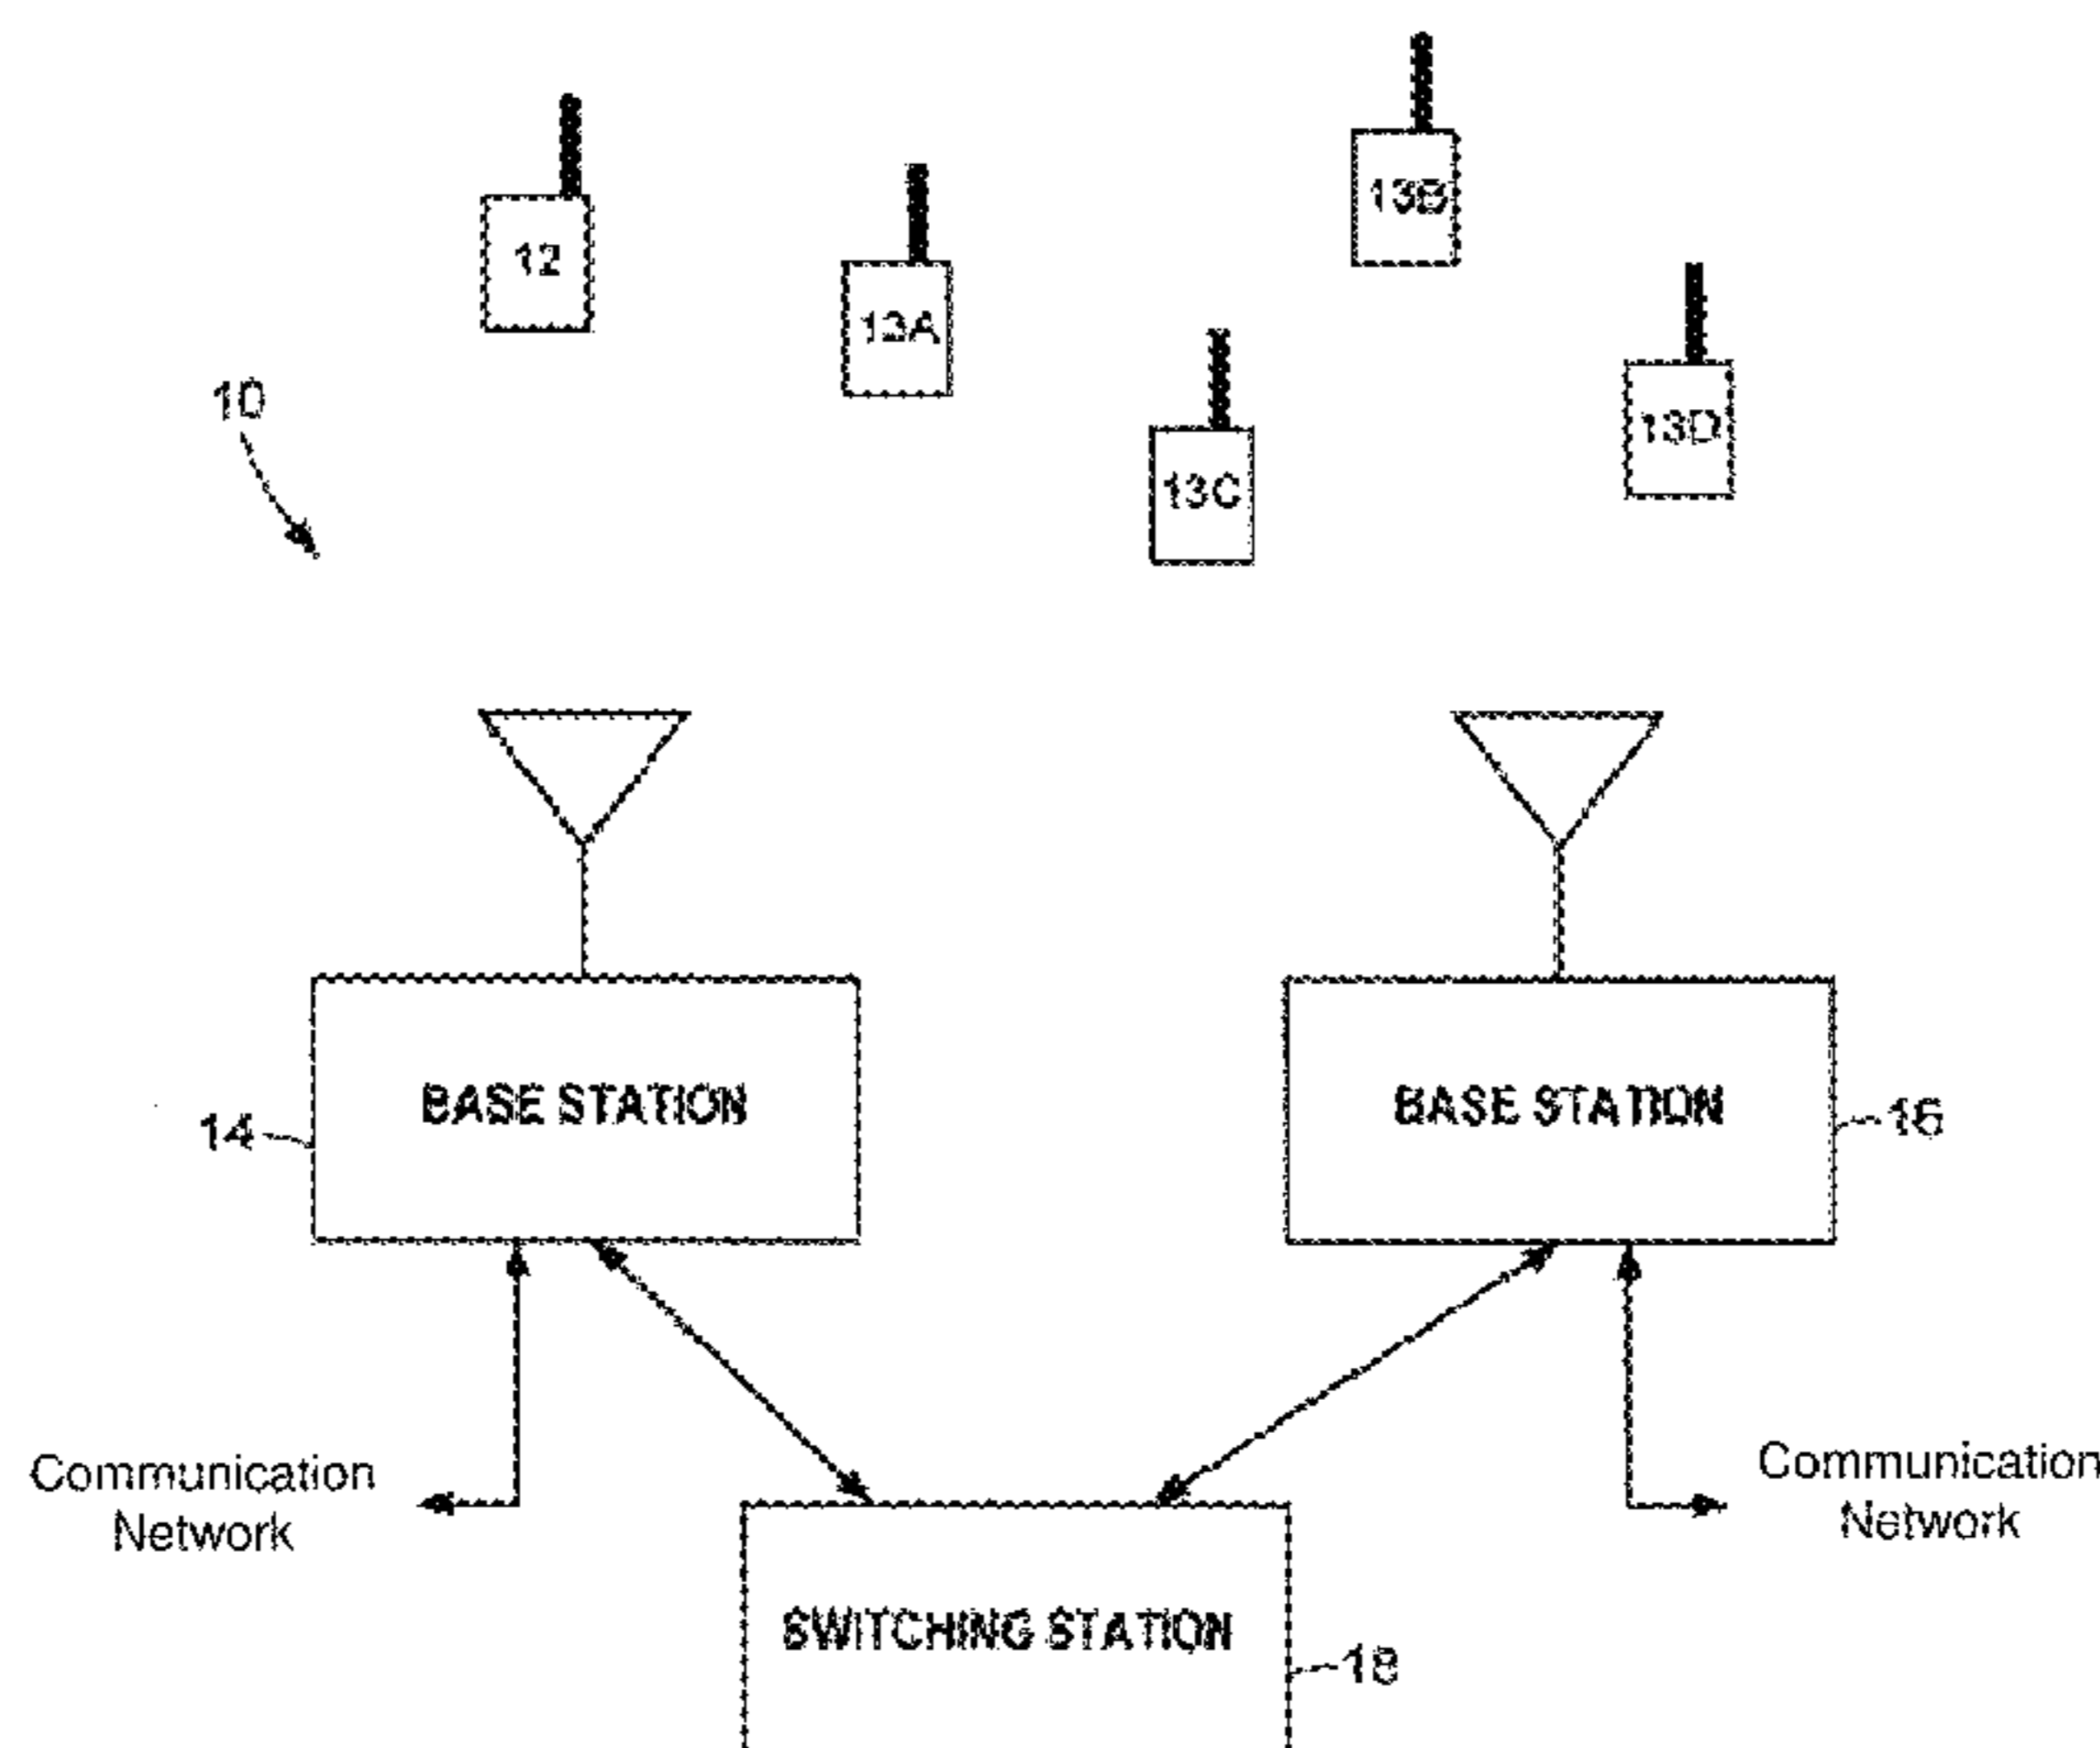 13B
12
13A
10
13C
13D
BASE STATION
BASE STATION
14
16
Communication
Network
Communication
Network
SWITCHING STATION
18